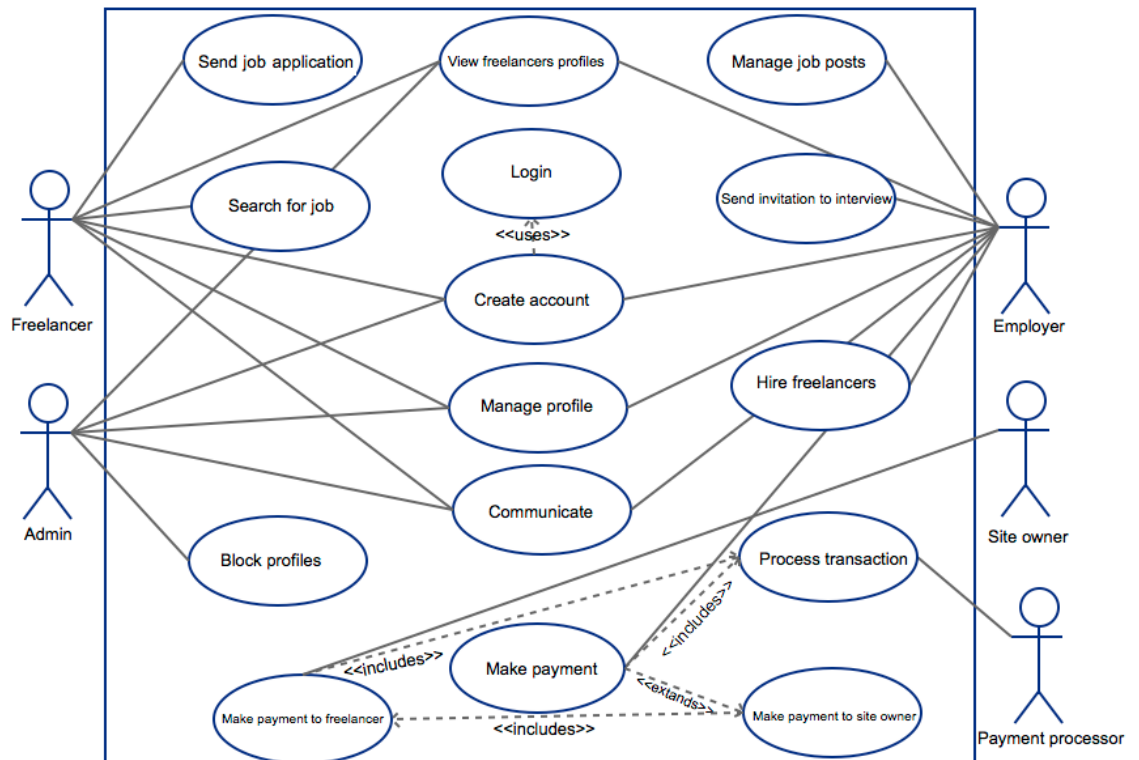 Send job application
View freelancers profiles
Manage job posts
Login
Search for job
Send invitation to interview
<<uses>>
Create account
Freelancer
Employer
Hire freelancers
Manage profile
Communicate
Admin
Site owner
Block profiles
Process transaction
<<includes>>
<<includes>>
Make payment
<<extands>>
Make payment to freelancer
Make payment to site owner
<<includes>>
Payment processor